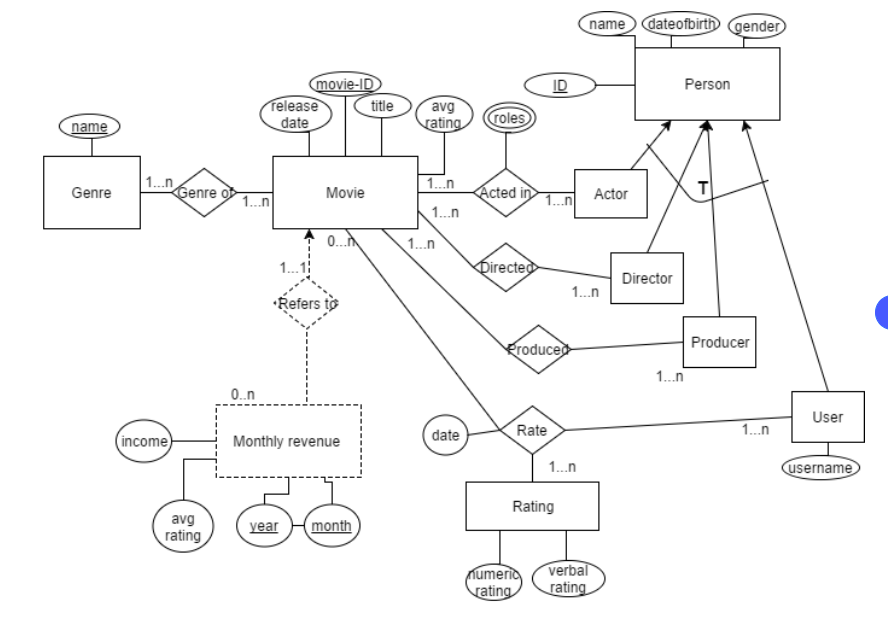 name
dateofbirth
gender
Person
ID
movie-ID
release
date
title
avg
rating
roles
name
Genre
1...n
Genre of
1...n
Movie
1...n
Acted in
1...n
Actor
T
1...n
Directed
1...n
Director
0...n
1...n
1...1
Refers to
Produced
1...n
Producer
0..n
Monthly revenue
income
avg
rating
year
month
date
Rate
1...n
User
username
1...n
Rating
numeric
rating
verbal
rating